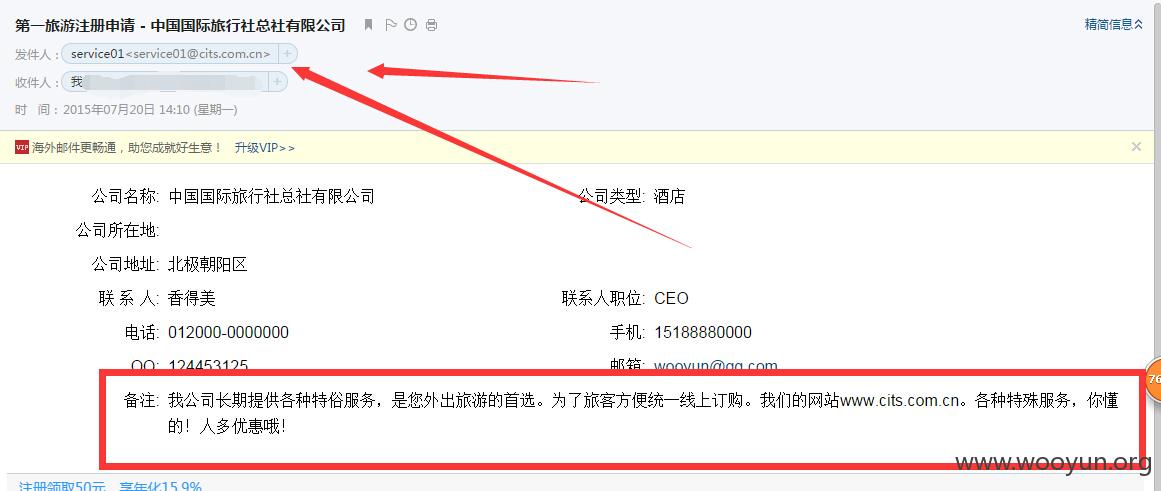 第一旅游注册申请 - 中国国际旅行社总社有限公司
精简信息
发件人：service01<service01@cits.com.cn> +
收件人：我 +
时 间：2015年07月20日 14:10 (星期一)
VIP 海外邮件更畅通，助您成就好生意！ 升级VIP>> ×
公司名称: 中国国际旅行社总社有限公司 公司类型: 酒店
公司所在地:
公司地址: 北极朝阳区
联 系 人: 香得美 联系人职位: CEO
电话: 012000-0000000 手机: 15188880000
QQ: 124453125 邮箱: wooyun@qq.com
76
备注: 我公司长期提供各种特俗服务，是您外出旅游的首选。为了旅客方便统一线上订购。我们的网站www.cits.com.cn。各种特殊服务，你懂
的！人多优惠哦！
www.wooyun.org
注册领取50元，享年化15.9%